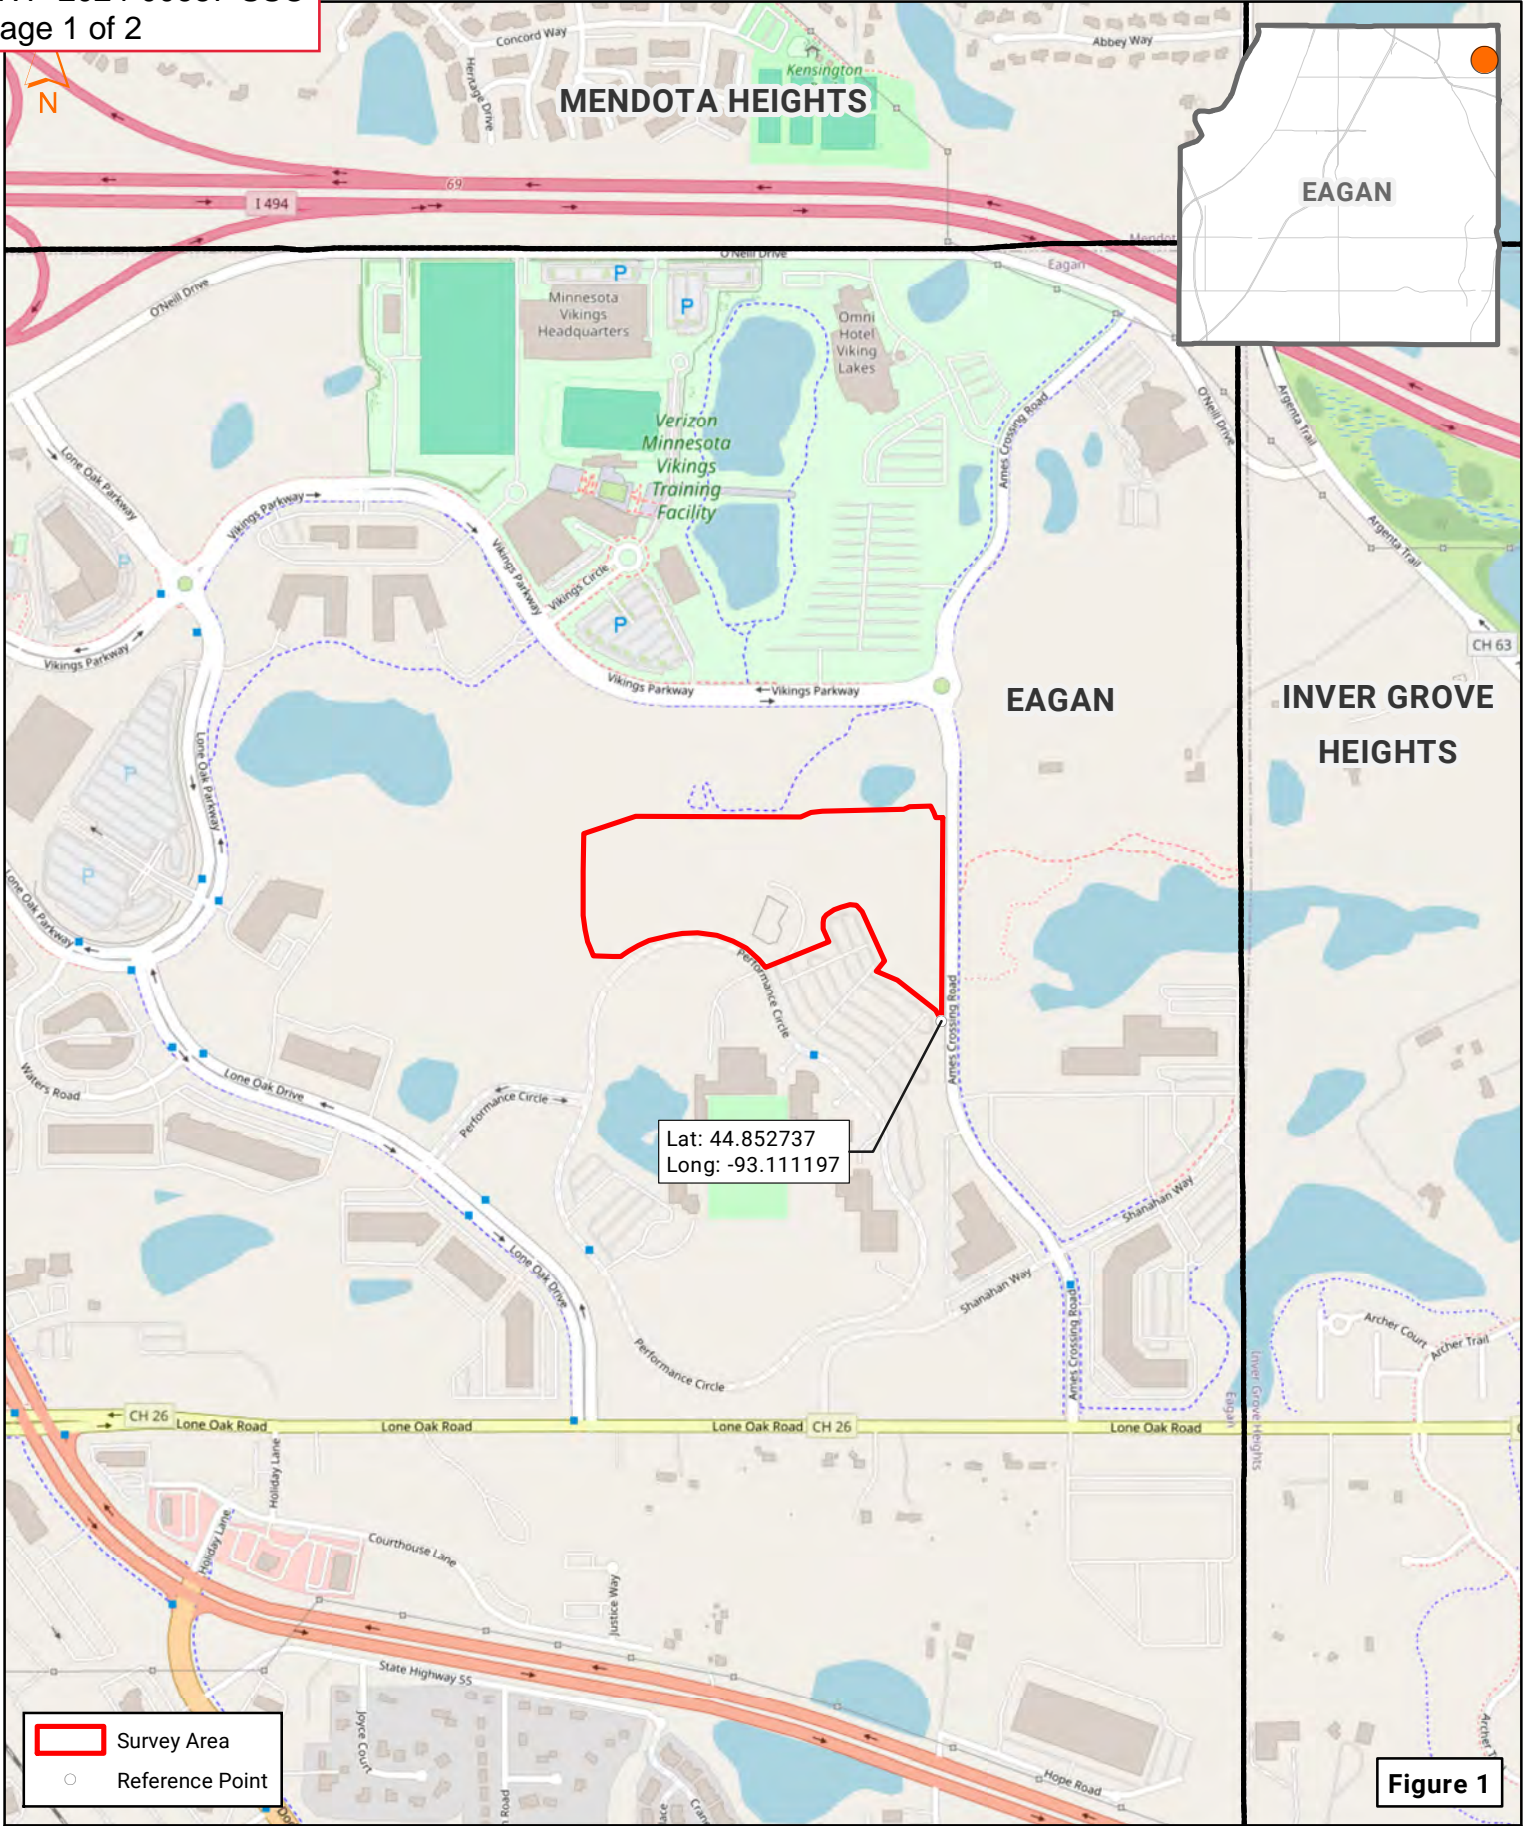 age 1 of 2
N
Concord Way
Heritage Drive
Abbey Way
Kensington
MENDOTA HEIGHTS
69
I 494
EAGAN
O'Neill Drive
Eagan
O'Neill Drive
P
Minnesota
Vikings
Headquarters
P
Omni
Hotel
Viking
Lakes
Verizon
Minnesota
Vikings
Training
Facility
Ames Crossing Road
O'Neill Drive
Argenta Trail
Argenta Trail
CH 63
Lone Oak Parkway
Vikings Parkway
Vikings Parkway
Vikings Circle
P
P
Vikings Parkway
Vikings Parkway
Vikings Parkway
EAGAN
INVER GROVE
HEIGHTS
Lone Oak Parkway
P
P
Lone Oak Parkway
Performance Circle
Ames Crossing Road
Waters Road
Lone Oak Drive
Performance Circle
Lat: 44.852737
Long: -93.111197
Shanahan Way
Lone Oak Drive
Shanahan Way
Ames Crossing Road
Performance Circle
Archer Court
Archer Trail
Inver Grove Heights
Eagan
CH 26
Lone Oak Road
Lone Oak Road
Lone Oak Road
CH 26
Lone Oak Road
Holiday Lane
Holiday Lane
Courthouse Lane
Justice Way
State Highway 55
Joyce Court
Road
Hope Road
Survey Area
Reference Point
Figure 1